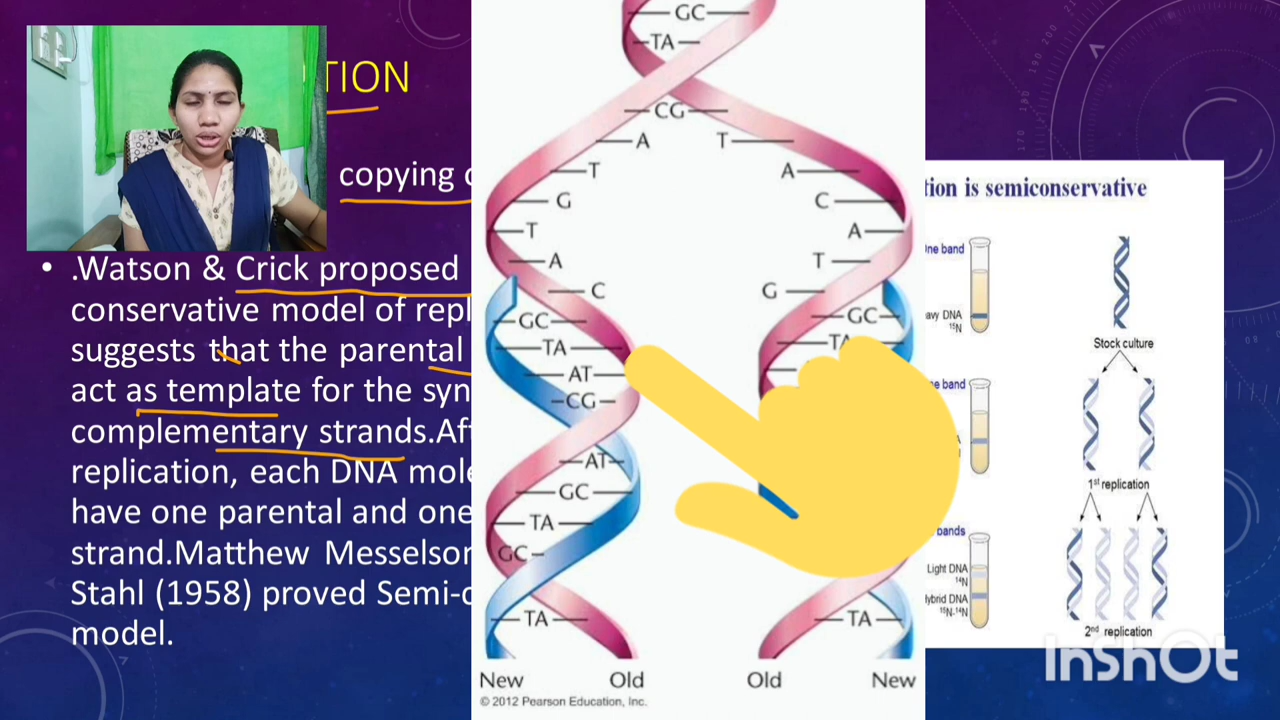 TION
copying
• .Watson & Crick proposed
conservative model of repl
suggests that the parental
act as template for the syn
complementary strands.Aft
replication, each DNA mole
have one parental and one
strand.Matthew Messelson
Stahl (1958) proved Semi-c
model.
GC
TA
CG
A T
T A
G C
T A
A T
C G
GC GC
TA TA
AT
CG
AT
GC
TA
GC
TA TA
New Old Old New
© 2012 Pearson Education, Inc.
tion is semiconservative
One band
avy DNA
15N
Stock culture
e band
1st replication
bands
Light DNA
14N
Hybrid DNA
15N-14N
2nd replication
InShOt